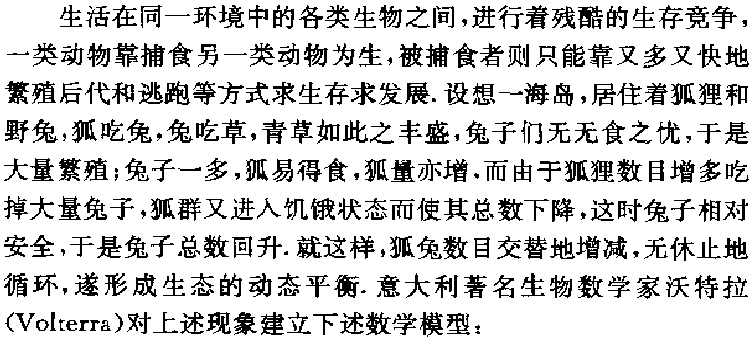 生活在同一环境中的各类生物之间,进行着残酷的生存竞争,
一类动物靠捕食另一类动物为生,被捕食者则只能靠又多又快地
繁殖后代和逃跑等方式求生存求发展.设想一海岛,居住着狐狸和
野兔,狐吃兔,兔吃草,青草如此之丰盛,兔子们无无食之忧,于是
大量繁殖;兔子一多,狐易得食,狐量亦增,而由于狐狸数目增多吃
掉大量兔子,狐群又进入饥饿状态而使其总数下降,这时兔子相对
安全,于是兔子总数回升.就这样,狐兔数目交替地增减,无休止地
循环,遂形成生态的动态平衡.意大利著名生物数学家沃特拉
(Volterra)对上述现象建立下述数学模型: